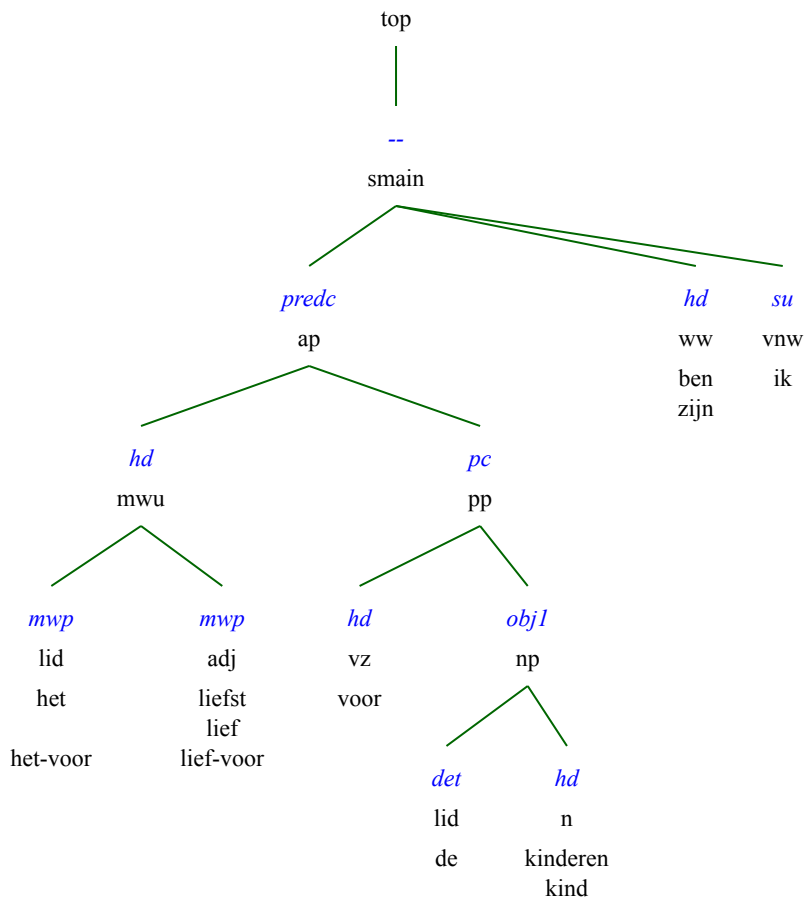 top
--
smain
predc hd su
ap ww vnw
ben ik
zijn
hd pc
mwu pp
mwp mwp hd obj1
lid adj vz np
het liefst voor
lief
het-voor lief-voor
det hd
lid n
de kinderen
kind